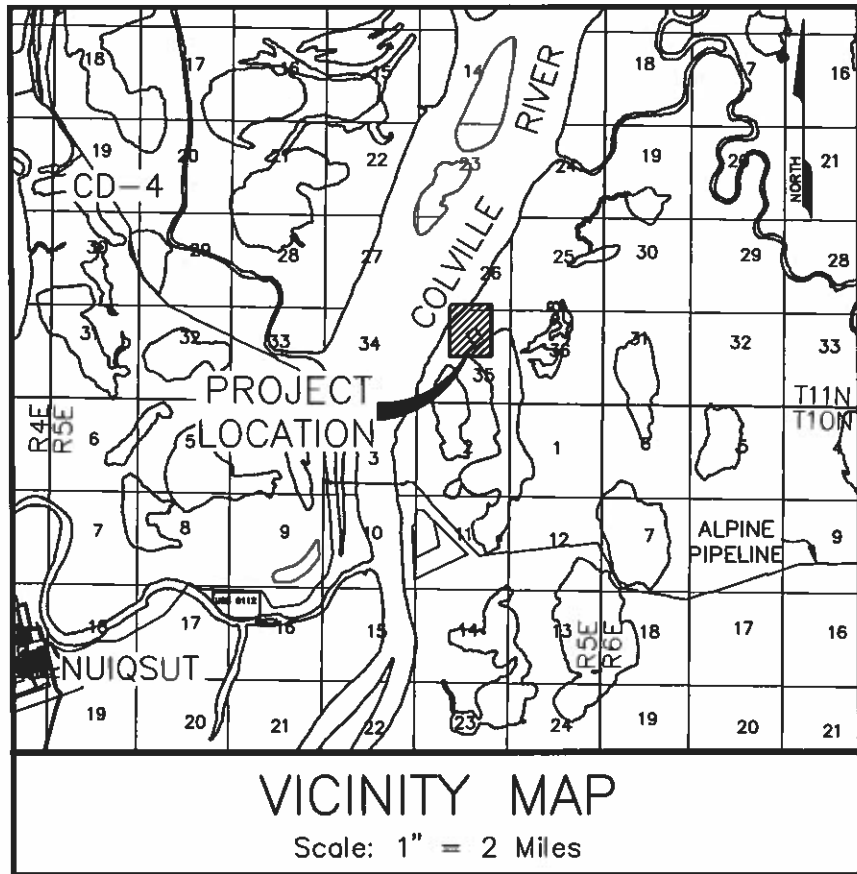 18 17 16 15 14 18 17 16
RIVER
19 20 21 22 23 24 19 20 21
CD-4
NORTH
COLVILLE
30 29 28 27 26 25 30 29 28
31 32 33 34 35 36 31 32 33
PROJECT
LOCATION
T11N
T10N
R4E
R5E
6 5 3 2 1 6 5 4
7 8 9 10 11 12 7 9
ALPINE
PIPELINE
18 17 16 15 14 13 18 17 16
R5E
R6E
NUIQSUT
19 20 21 22 23 24 19 20 21
VICINITY MAP
Scale: 1" = 2 Miles